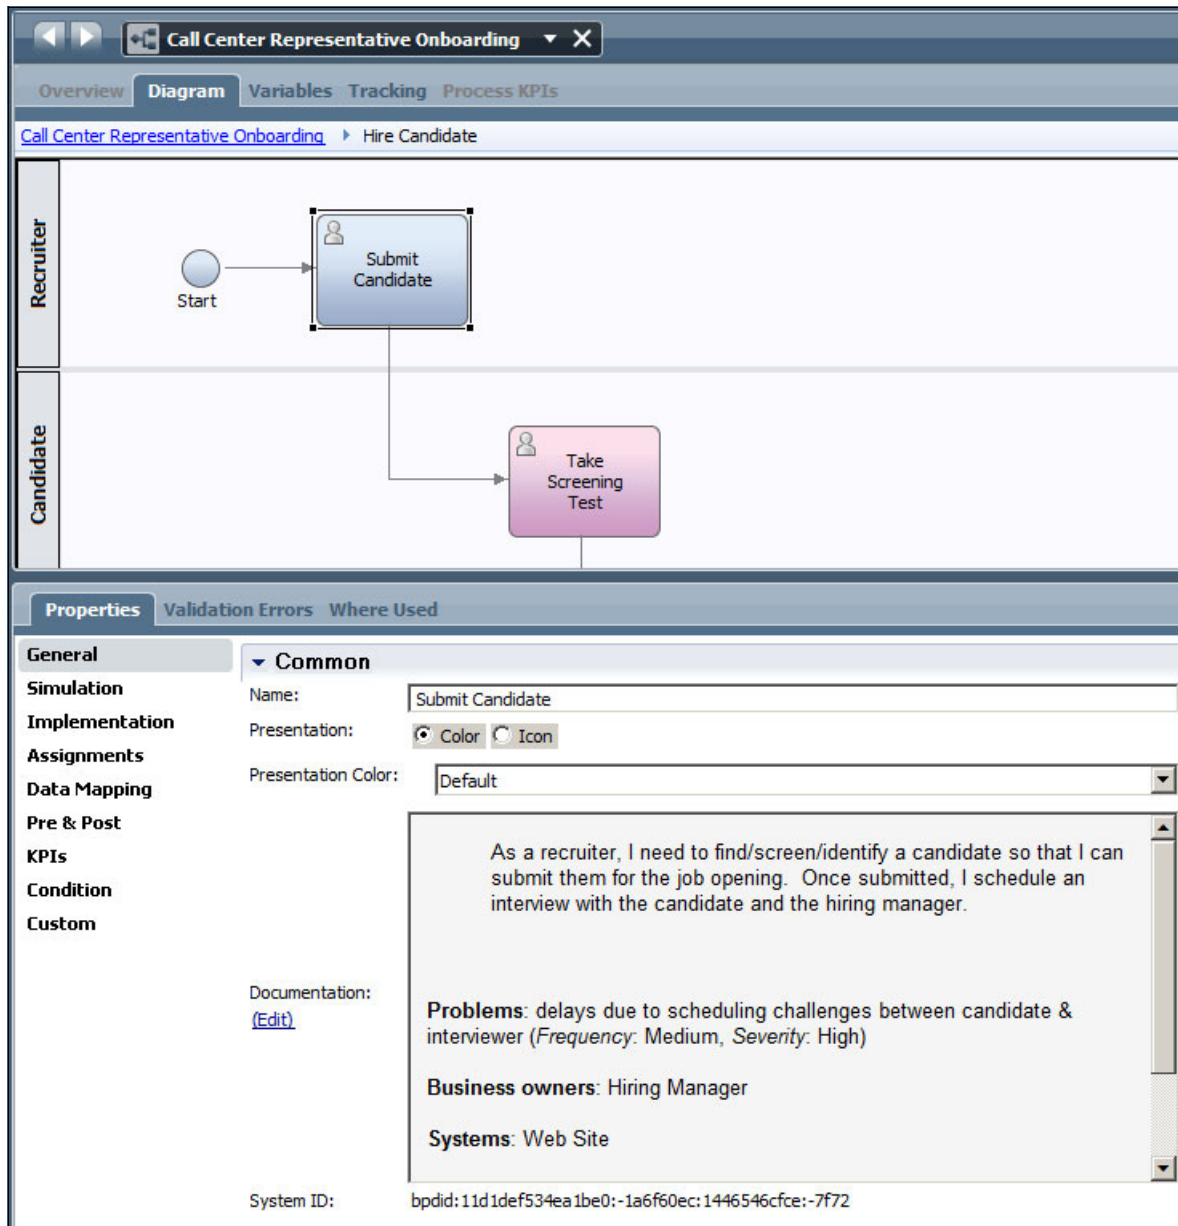 Call Center Representative Onboarding
Overview Diagram Variables Tracking Process KPIs
Call Center Representative Onboarding Hire Candidate
Recruiter
Start
Submit
Candidate
Candidate
Take
Screening
Test
Properties Validation Errors Where Used
General
Simulation
Implementation
Assignments
Data Mapping
Pre & Post
KPIs
Condition
Custom
Common
Name: Submit Candidate
Presentation: Color Icon
Presentation Color: Default
Documentation:
(Edit)
As a recruiter, I need to find/screen/identify a candidate so that I can
submit them for the job opening. Once submitted, I schedule an
interview with the candidate and the hiring manager.
Problems: delays due to scheduling challenges between candidate &
interviewer (Frequency: Medium, Severity: High)
Business owners: Hiring Manager
Systems: Web Site
System ID: bpdid:11d1def534ea1be0:-1a6f60ec:1446546cfce:-7f72